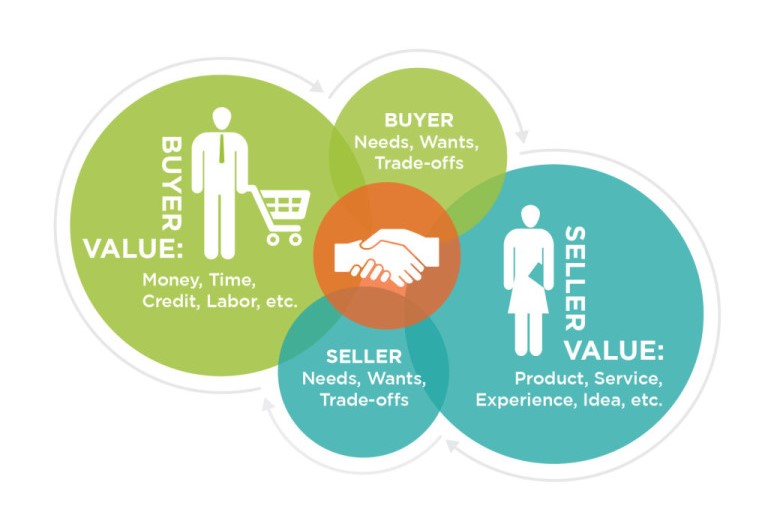 BUYER
VALUE:
Money, Time,
Credit, Labor, etc.
BUYER
Needs, Wants,
Trade-offs
SELLER
Needs, Wants,
Trade-offs
SELLER
VALUE:
Product, Service,
Experience, Idea, etc.